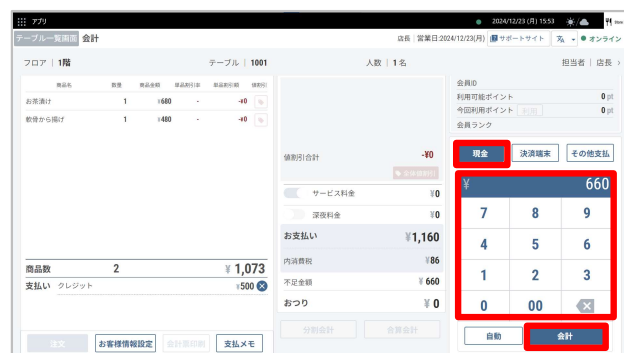 アプリ
2024/12/23 (月) 15:53
テーブル一覧画面 会計
店長 営業日:2024/12/23(月) サポートサイト オンライン
フロア 1階 テーブル 1001 人数 1 名 担当者 店長
商品名 数量 商品金額 単品割引率 単品割引額 値割引
お茶漬け 1 ¥680 - -¥0
軟骨から揚げ 1 ¥480 - -¥0
商品数 2 ¥ 1,073
支払い クレジット ¥500
注文 お客様情報設定 会計票印刷 支払メモ
値割引合計 -¥0
全体値割引
サービス料金 ¥0
深夜料金 ¥0
お支払い ¥1,160
内消費税 ¥86
不足金額 ¥ 660
おつり ¥ 0
分割会計 合算会計
会員ID
利用可能ポイント 0 pt
今回利用ポイント 利用 0 pt
会員ランク
現金 決済端末 その他支払
¥ 660
7 8 9
4 5 6
1 2 3
0 00
自動 会計